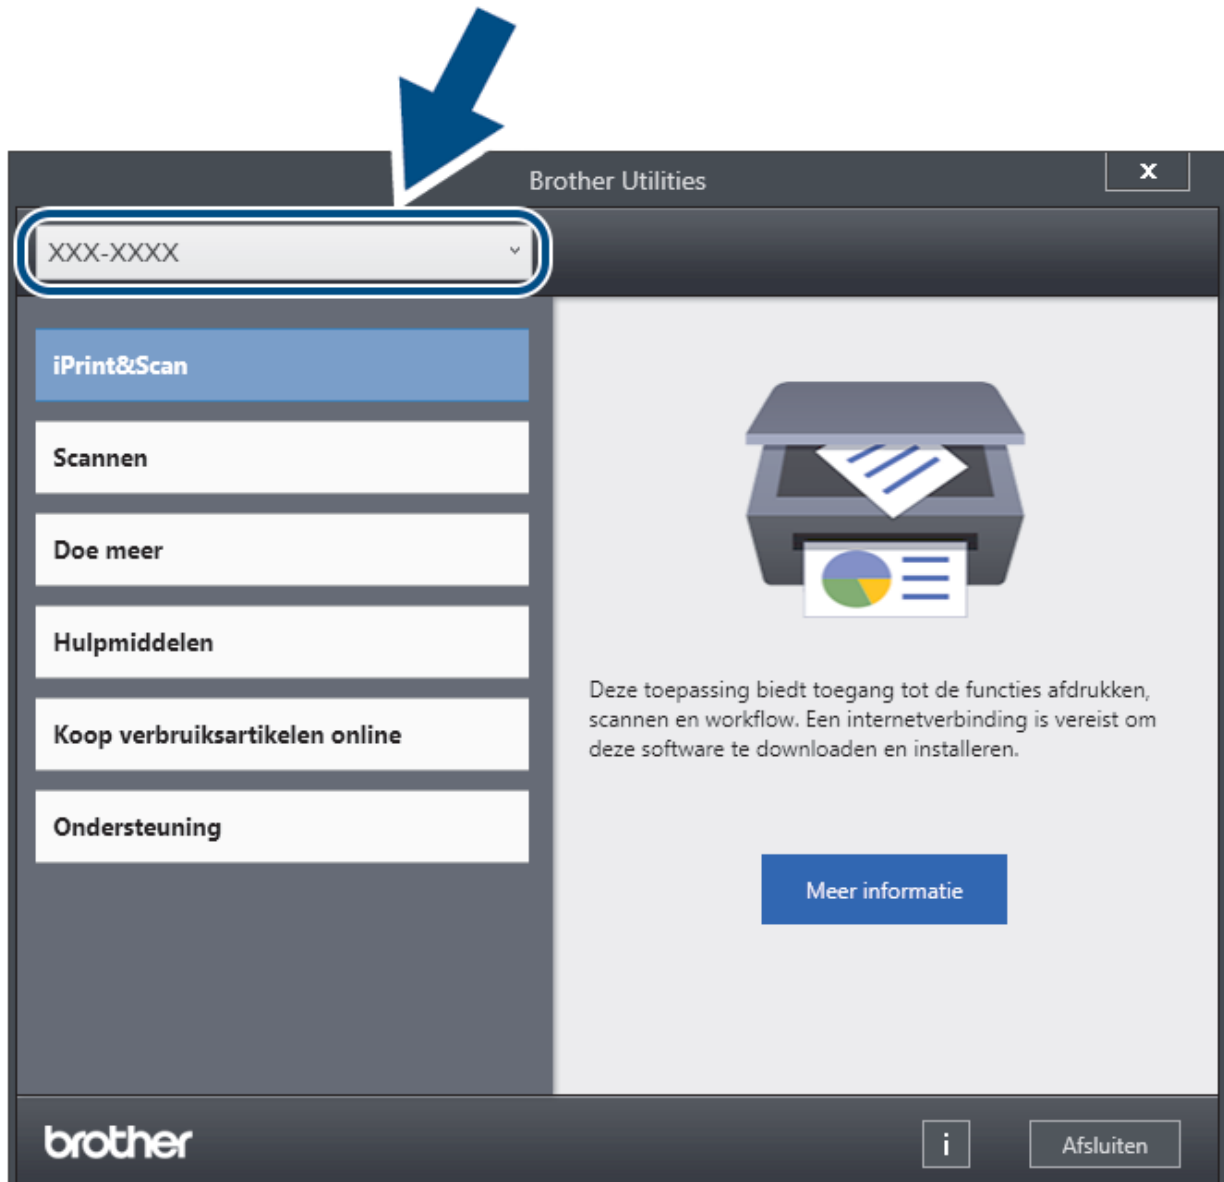 Brother Utilities
x
XXX-XXXX
iPrint&Scan
Scannen
Doe meer
Hulpmiddelen
Koop verbruiksartikelen online
Ondersteuning
Deze toepassing biedt toegang tot de functies afdrukken,
scannen en workflow. Een internetverbinding is vereist om
deze software te downloaden en installeren.
Meer informatie
brother
i
Afsluiten